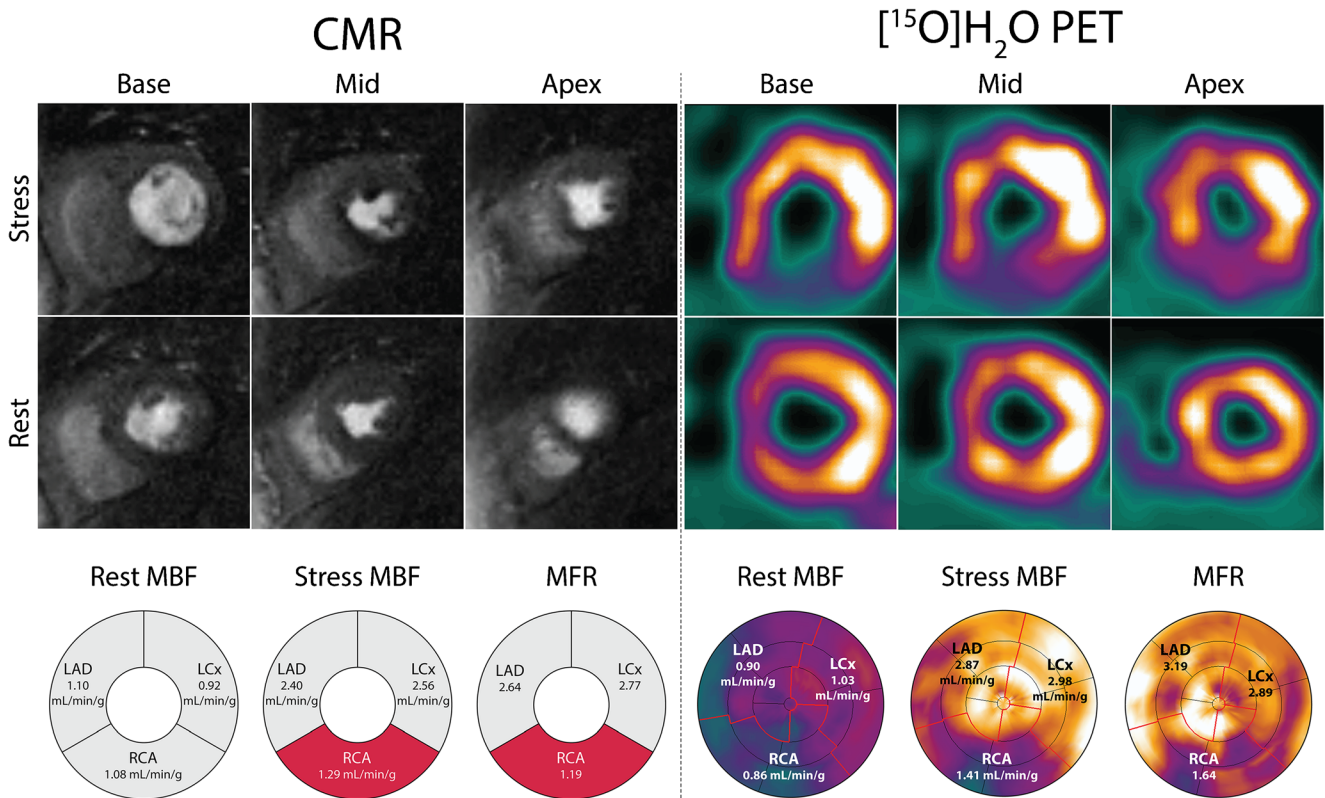 CMR
[¹⁵O]H₂O PET
Base
Mid
Apex
Base
Mid
Apex
Stress
Rest
Rest MBF
Stress MBF
MFR
Rest MBF
Stress MBF
MFR
LAD
1.10
mL/min/g
LCx
0.92
mL/min/g
RCA
1.08 mL/min/g
LAD
2.40
mL/min/g
LCx
2.56
mL/min/g
RCA
1.29 mL/min/g
LAD
2.64
LCx
2.77
RCA
1.19
LAD
0.90
mL/min/g
LCx
1.03
mL/min/g
RCA
0.86 mL/min/g
LAD
2.87
mL/min/g
LCx
2.98
mL/min/g
RCA
1.41 mL/min/g
LAD
3.19
LCx
2.89
RCA
1.64